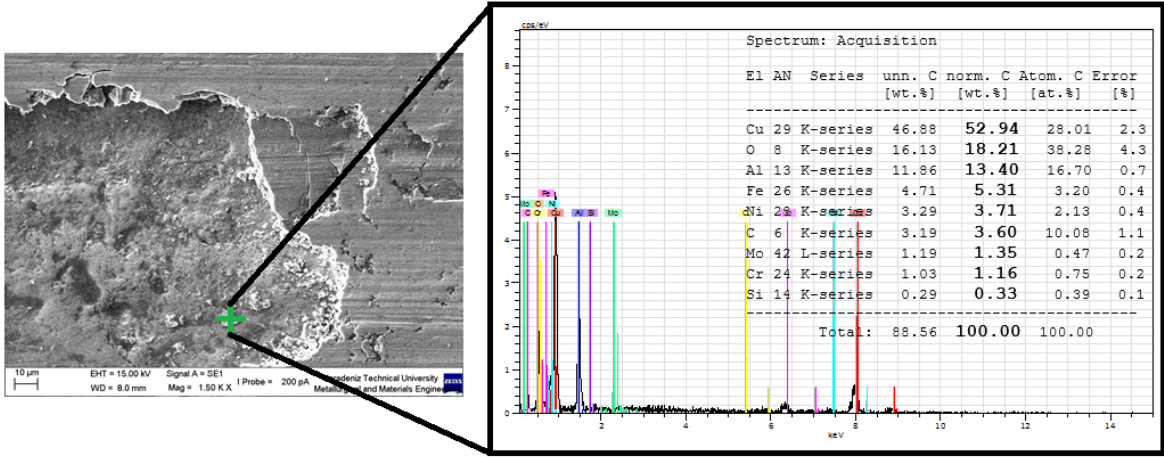 10 µm
EHT = 15.00 kV
WD = 8.0 mm
Signal A = SE1
Mag = 1.50 K X
I Probe = 200 pA
Technical University
Metallurgical and Materials
ZEISS
cps/eV
8
7
6
5
4
3
2
1
0
2 4 6 8 10 12 14
keV
Fe
Mo O Ni
C Cr Cu Al Si Mo
Spectrum: Acquisition
El AN Series unn. C norm. C Atom. C Error
[wt.%] [wt.%] [at.%] [%]
Cu 29 K-series 46.88 52.94 28.01 2.3
O 8 K-series 16.13 18.21 38.28 4.3
Al 13 K-series 11.86 13.40 16.70 0.7
Fe 26 K-series 4.71 5.31 3.20 0.4
Ni 28 K-series 3.29 3.71 2.13 0.4
C 6 K-series 3.19 3.60 10.08 1.1
Mo 42 L-series 1.19 1.35 0.47 0.2
Cr 24 K-series 1.03 1.16 0.75 0.2
Si 14 K-series 0.29 0.33 0.39 0.1
Total: 88.56 100.00 100.00